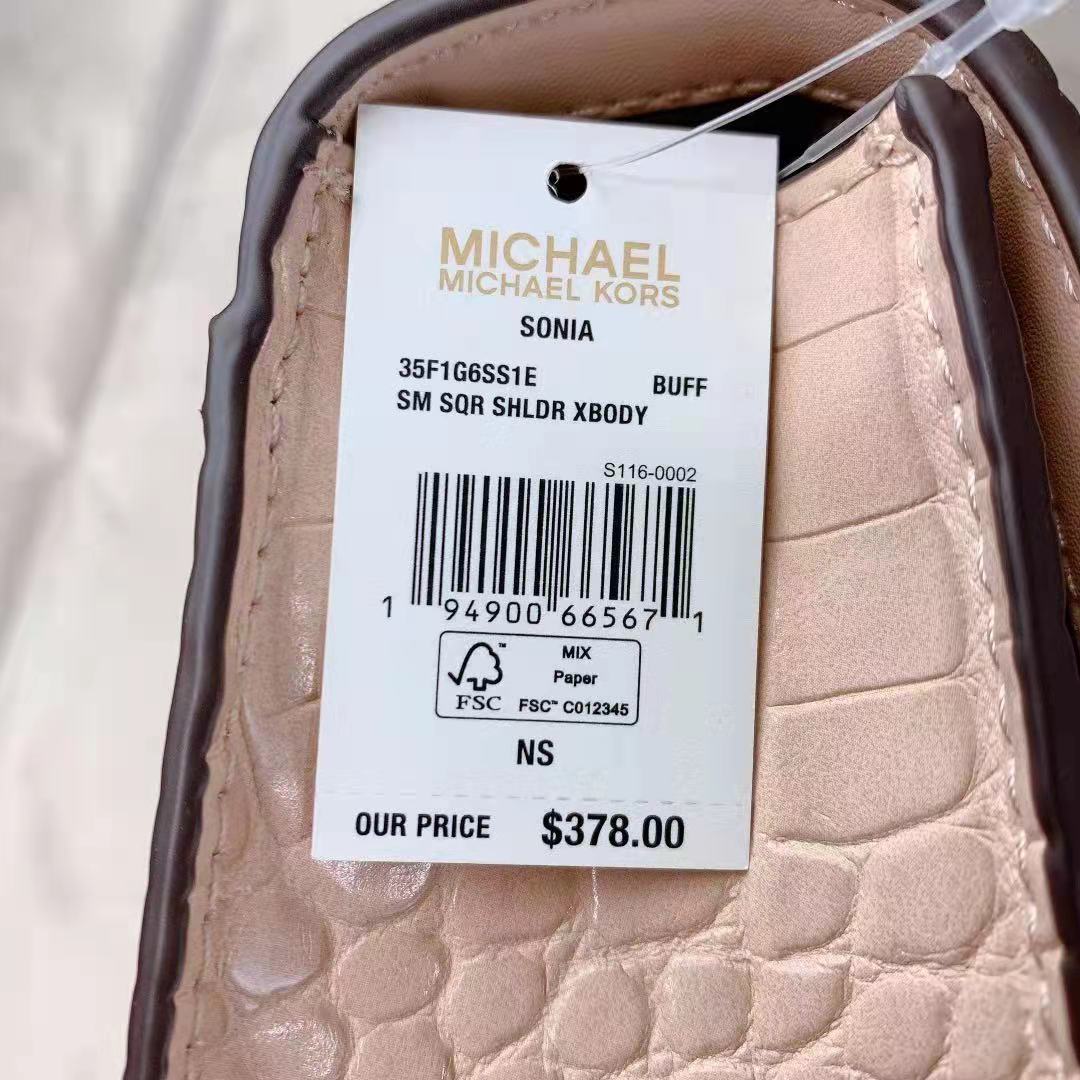 MICHAEL
MICHAEL KORS
SONIA
35F1G6SS1E BUFF
SM SQR SHLDR XBODY
S116-0002
1 94900 66567 1
FSC™ MIX
Paper
FSC™ C012345
NS
OUR PRICE $378.00